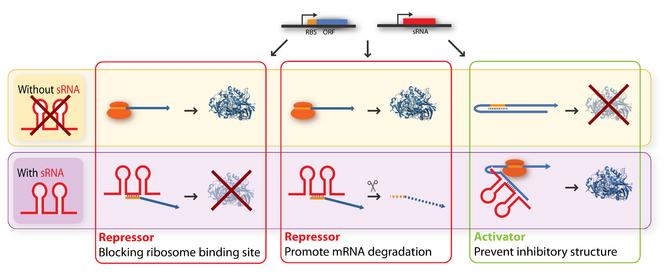 RBS ORF
sRNA
Without sRNA
With sRNA
Repressor
Blocking ribosome binding site
Repressor
Promote mRNA degradation
Activator
Prevent inhibitory structure